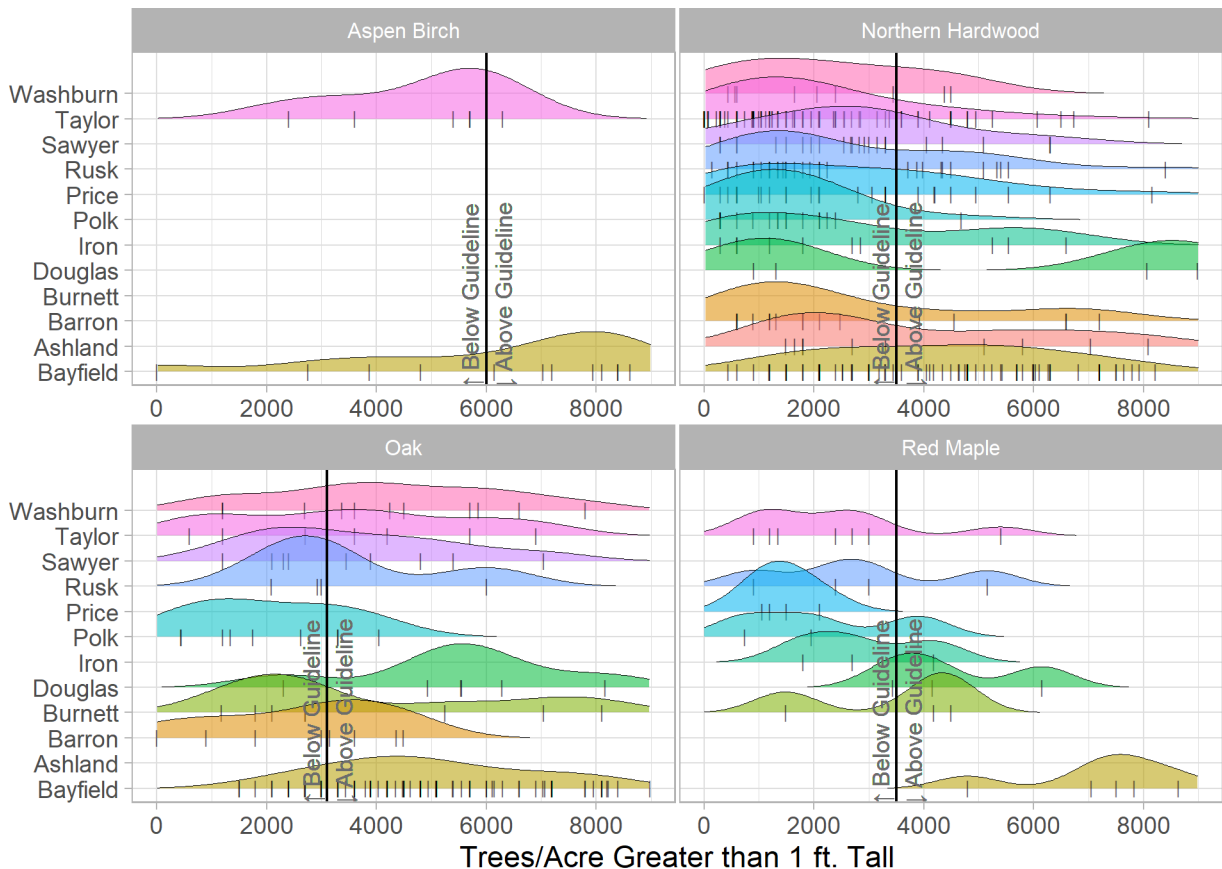 Aspen Birch
Northern Hardwood
Washburn
Taylor
Sawyer
Rusk
Price
Polk
Iron
Douglas
Burnett
Barron
Ashland
Bayfield
↑ Below Guideline
Above Guideline ↓
↑ Below Guideline
Above Guideline ↓
0 2000 4000 6000 8000
0 2000 4000 6000 8000
Oak
Red Maple
Washburn
Taylor
Sawyer
Rusk
Price
Polk
Iron
Douglas
Burnett
Barron
Ashland
Bayfield
↑ Below Guideline
Above Guideline ↓
↑ Below Guideline
Above Guideline ↓
0 2000 4000 6000 8000
0 2000 4000 6000 8000
Trees/Acre Greater than 1 ft. Tall